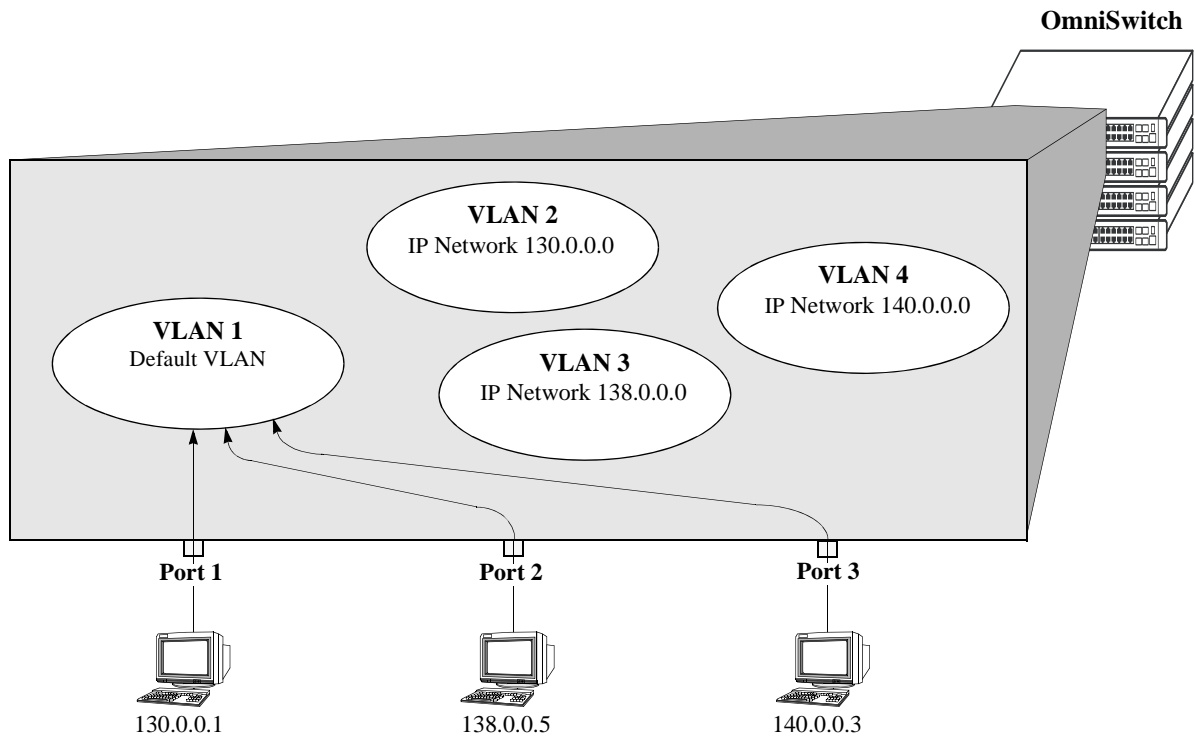 OmniSwitch
VLAN 2
IP Network 130.0.0.0
VLAN 4
IP Network 140.0.0.0
VLAN 1
Default VLAN
VLAN 3
IP Network 138.0.0.0
Port 1
Port 2
Port 3
130.0.0.1
138.0.0.5
140.0.0.3